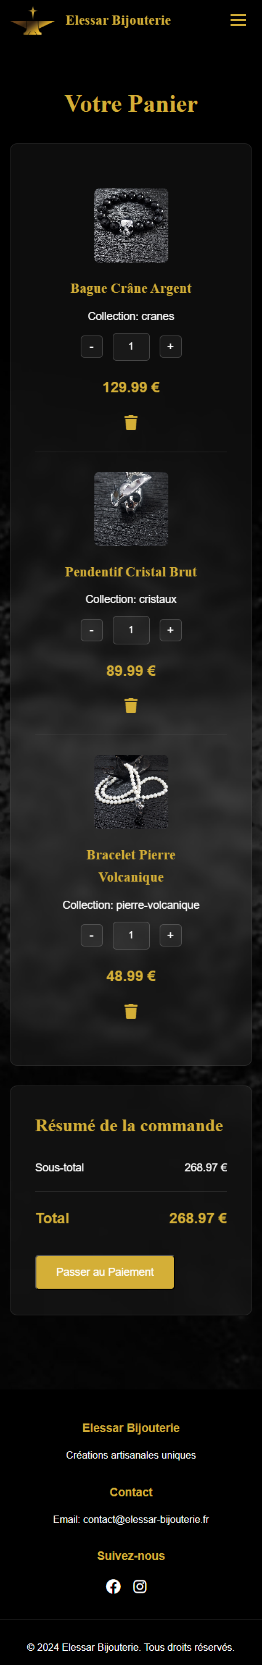 Elessar Bijouterie
Votre Panier
Bague Crâne Argent
Collection: cranes
- 1 +
129.99 €
Pendentif Cristal Brut
Collection: cristaux
- 1 +
89.99 €
Bracelet Pierre
Volcanique
Collection: pierre-volcanique
- 1 +
48.99 €
Résumé de la commande
Sous-total 268.97 €
Total 268.97 €
Passer au Paiement
Elessar Bijouterie
Créations artisanales uniques
Contact
Email: contact@elessar-bijouterie.fr
Suivez-nous
© 2024 Elessar Bijouterie. Tous droits réservés.